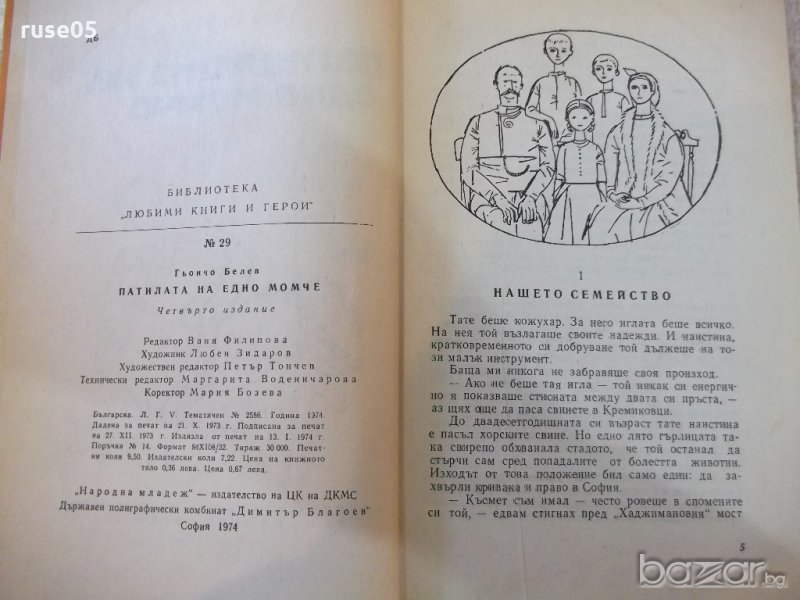 ruse05
ДБ
БИБЛИОТЕКА
„ЛЮБИМИ КНИГИ И ГЕРОИ"
№ 29
Гьончо Белев
ПАТИЛАТА НА ЕДНО МОМЧЕ
Четвърто издание
Редактор Ваня Филипова
Художник Любен Зидаров
Художествен редактор Петър Тончев
Технически редактор Маргарита Воденичарова
Коректор Мария Бозева
Българска. Л. Г. V. Тематичен № 2586. Година 1974.
Дадена за печат на 21. X. 1973 г. Подписана за печат
на 27. XII. 1973 г. Излязла от печат на 13. I. 1974 г.
Поръчка № 14. Формат 84X108/32. Тираж 30 000. Печат-
ни коли 9,50. Издателски коли 7,22. Цена на книжното
тяло 0,36 лева. Цена 0,67 лева.
„Народна младеж" — издателство на ЦК на ДКМС
Държавен полиграфически комбинат „Димитър Благоев"
София 1974
1
НАШЕТО СЕМЕЙСТВО
Тате беше кожухар. За него иглата беше всичко.
На нея той възлагаше своите надежди. И наистина,
кратковременното си добруване той дължеше на то-
зи малък инструмент.
Баща ми никога не забравяше своя произход.
— Ако не беше тая игла — той някак си енергич-
но я показваше стисната между двата си пръста, —
аз щях още да паса свинете в Кремиковци.
До двадесетгодишната си възраст тате наистина
е пасъл хорските свине. Но едно лято гърлицата та-
ка свирепо обхванала стадото, че той останал да
стърчи сам сред попадалите от болестта животни.
Изходът от това положение бил само един: да за-
хвърли кривака и право в София.
— Късмет съм имал — често ровеше в спомените
си той, — едвам стигнах пред „Хаджимановия" мост
5
bazar.bg